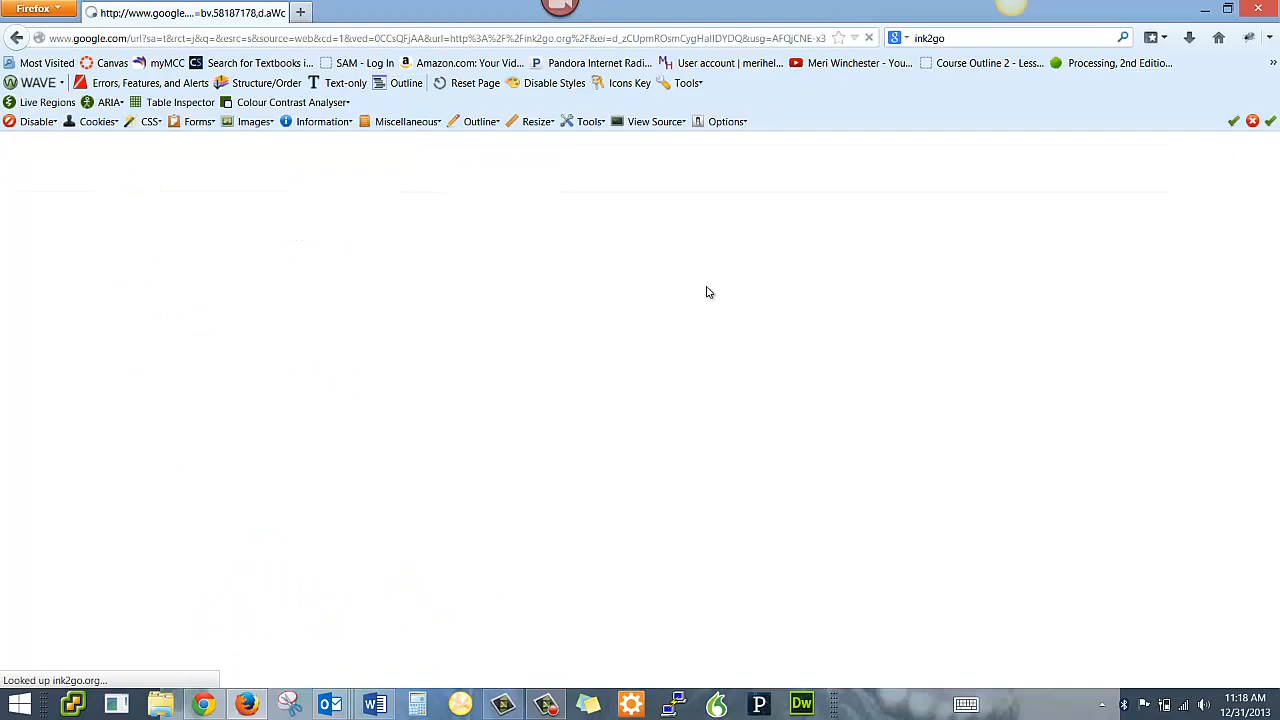 Firefox
http://www.google....=bv.58187178,d.aWc
www.google.com/url?sa=t&rct=j&q=&esrc=s&source=web&cd=1&ved=0CCsQFjAA&url=http%3A%2F%2Fink2go.org%2F&ei=d_zCUpmROsmCygHalIDYDQ&usg=AFQjCNE-x3 ink2go
Most Visited Canvas myMCC Search for Textbooks i... SAM - Log In Amazon.com: Your Vid... Pandora Internet Radi... User account | merihel... Meri Winchester - You... Course Outline 2 - Less... Processing, 2nd Editio... »
WAVE Errors, Features, and Alerts Structure/Order Text-only Outline Reset Page Disable Styles Icons Key Tools
Live Regions ARIA Table Inspector Colour Contrast Analyser
Disable Cookies CSS Forms Images Information Miscellaneous Outline Resize Tools View Source Options
Looked up ink2go.org...
11:18 AM
12/31/2013